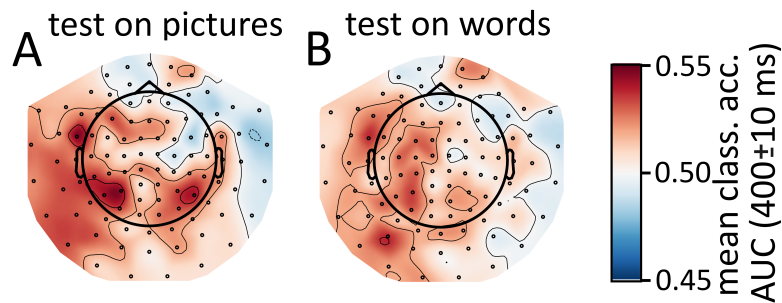 A test on pictures
B test on words
0.55
0.50
0.45
mean class. acc.
AUC (400±10 ms)